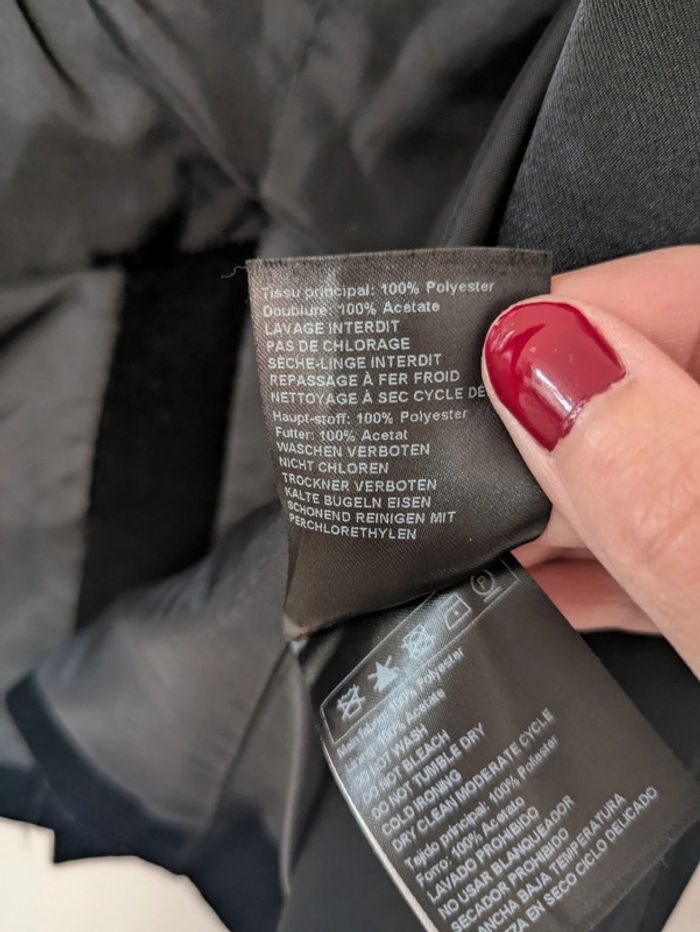 Tissu principal: 100% Polyester
Doublure: 100% Acetate
LAVAGE INTERDIT
PAS DE CHLORAGE
SÈCHE-LINGE INTERDIT
REPASSAGE À FER FROID
NETTOYAGE À SEC CYCLE
Haupt-stoff: 100% Polyester
Futter: 100% Acetat
WASCHEN VERBOTEN
NICHT CHLOREN
TROCKNER VERBOTEN
KALTE BUGELN EISEN
SCHONEND REINIGEN MIT
PERCHLORETHYLEN
P
100% Polyester
100% Acetate
DO NOT WASH
DO NOT BLEACH
DO NOT TUMBLE DRY
COLD IRONING
DRY CLEAN MODERATE CYCLE
Tejido principal: 100% Poliester
Forro: 100% Acetato
LAVADO PROHIBIDO
NO USAR BLANQUEADOR
SECADOR PROHIBIDO
BAJA TEMPERATURA
EN SECO CICLO DELICADO